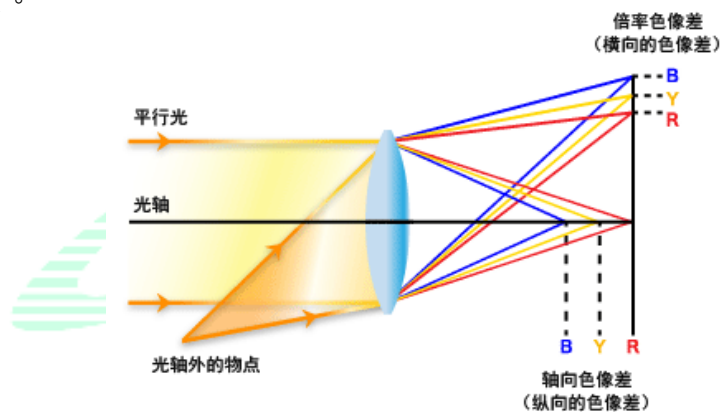 。
倍率色像差
（横向的色像差）
B
平行光
Y
R
光轴
B Y R
光轴外的物点
轴向色像差
（纵向的色像差）